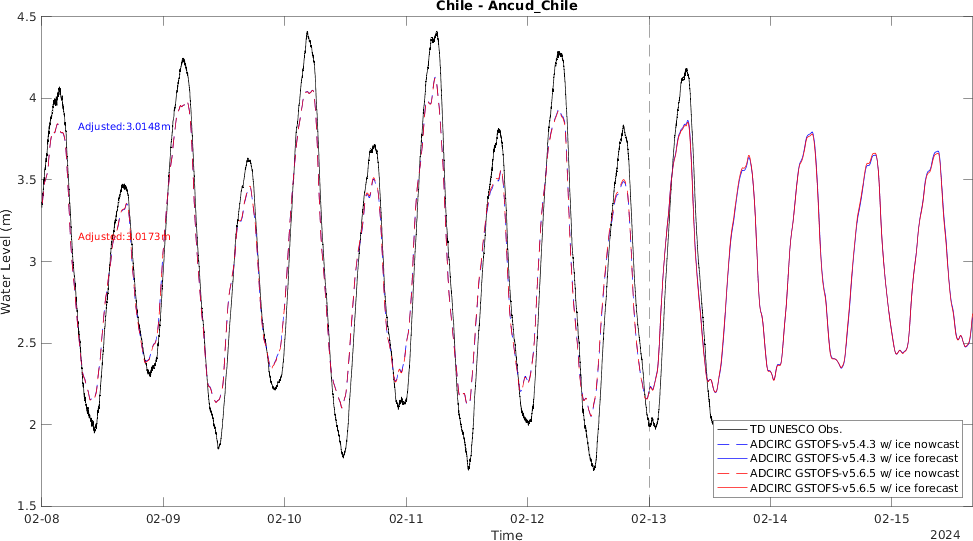 Chile - Ancud_Chile
4.5
4
3.5
3
2.5
2
1.5
Water Level (m)
Adjusted:3.0148m
Adjusted:3.0173m
TD UNESCO Obs.
ADCIRC GSTOFS-v5.4.3 w/ ice nowcast
ADCIRC GSTOFS-v5.4.3 w/ ice forecast
ADCIRC GSTOFS-v5.6.5 w/ ice nowcast
ADCIRC GSTOFS-v5.6.5 w/ ice forecast
02-08 02-09 02-10 02-11 02-12 02-13 02-14 02-15
Time
2024